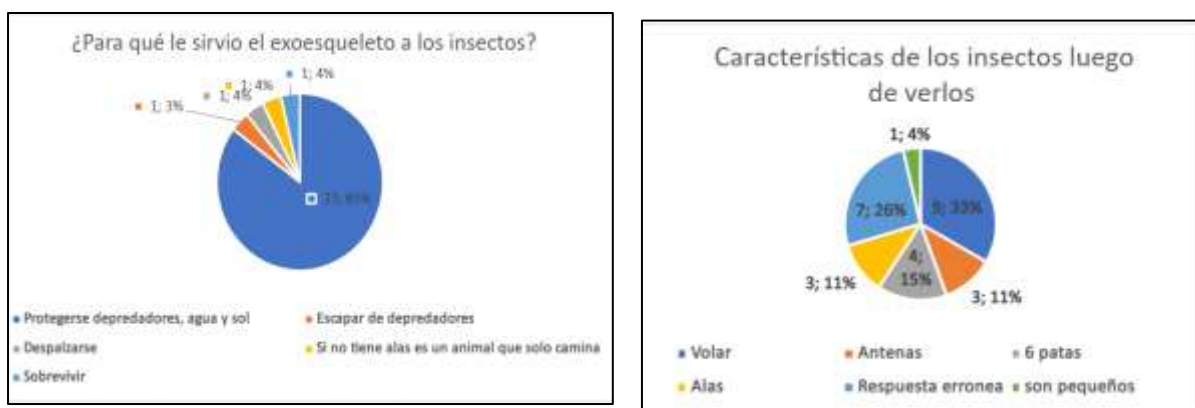 ¿Para qué le sirvio el exoesqueleto a los insectos?
1; 4%
1; 4%
1; 4%
1; 3%
Protegerse depredadores, agua y sol
Escapar de depredadores
Despalzarse
Si no tiene alas es un animal que solo camina
Sobrevivir
Características de los insectos luego
de verlos
1; 4%
7; 26%
9; 33%
4;
15%
3; 11%
3; 11%
Volar
Antenas
6 patas
Alas
Respuesta erronea
son pequeños